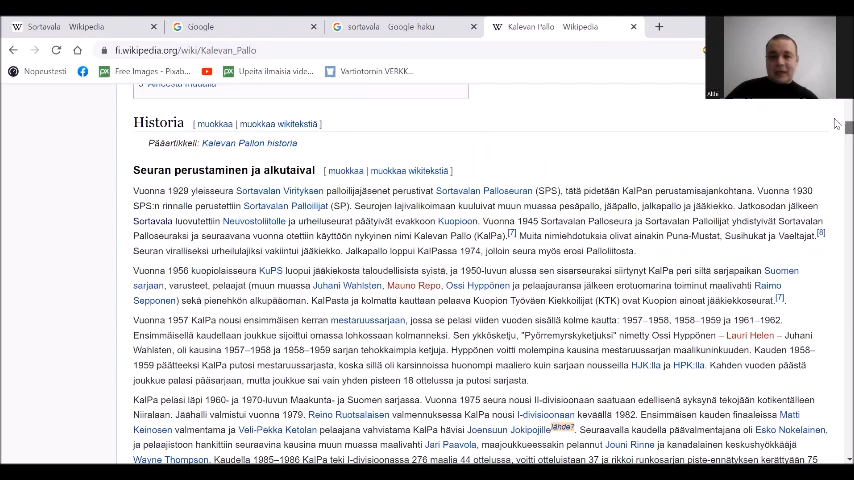 Sortavala Wikipedia
Google
sortavala Google haku
Kalevan Pallo Wikipedia
fi.wikipedia.org/wiki/Kalevan_Pallo
Nopeustesti
Free Images - Pixab...
Upeita ilmaisia video...
Vartiotornin VERKK...
Historia [ muokkaa | muokkaa wikitekstiä ]
Pääartikkeli: Kalevan Pallon historia
Seuran perustaminen ja alkutaival [ muokkaa | muokkaa wikitekstiä ]
Vuonna 1929 yleisseura Sortavalan Virityksen palloilijajäsenet perustivat Sortavalan Palloseuran (SPS), tätä pidetään KalPan perustamisajankohtana. Vuonna 1930
SPS:n rinnalle perustettiin Sortavalan Palloilijat (SP). Seurojen lajivalikoimaan kuuluivat muun muassa pesäpallo, jääpallo, jalkapallo ja jääkiekko. Jatkosodan jälkeen
Sortavala luovutettiin Neuvostoliitolle ja urheiluseurat päätyivät evakkoon Kuopioon. Vuonna 1945 Sortavalan Palloseura ja Sortavalan Palloilijat yhdistyivät Sortavalan
Palloseuraksi ja seuraavana vuonna otettiin käyttöön nykyinen nimi Kalevan Pallo (KalPa).[7] Muita nimiehdotuksia olivat ainakin Puna-Mustat, Susihukat ja Vaeltajat.[8]
Seuran viralliseksi urheilulajiksi vakiintui jääkiekko. Jalkapallo loppui KalPassa 1974, jolloin seura myös erosi Palloliitosta.
Vuonna 1956 kuopiolaisseura KuPS luopui jääkiekosta taloudellisista syistä, ja 1950-luvun alussa sen sisarseuraksi siirtynyt KalPa peri siltä sarjapaikan Suomen
sarjaan, varusteet, pelaajat (muun muassa Juhani Wahlsten, Mauno Repo, Ossi Hyppönen ja pelaajauransa jälkeen erotuomarina toiminut maalivahti Raimo
Sepponen) sekä pienehkön alkupääoman. KalPasta ja kolmatta kauttaan pelaava Kuopion Työväen Kiekkoilijat (KTK) ovat Kuopion ainoat jääkiekkoseurat.[7].
Vuonna 1957 KalPa nousi ensimmäisen kerran mestaruussarjaan, jossa se pelasi viiden vuoden sisällä kolme kautta: 1957–1958, 1958–1959 ja 1961–1962.
Ensimmäisellä kaudellaan joukkue sijoittui omassa lohkossaan kolmanneksi. Sen ykkösketju, "Pyörremyrskyketjuksi" nimetty Ossi Hyppönen – Lauri Helen – Juhani
Wahlsten, oli kausina 1957–1958 ja 1958–1959 sarjan tehokkaimpia ketjuja. Hyppönen voitti molempina kausina mestaruussarjan maalikuninkuuden. Kauden 1958–
1959 päätteeksi KalPa putosi mestaruussarjasta, koska sillä oli karsinnoissa huonompi maaliero kuin sarjaan nousseilla HJK:lla ja HPK:lla. Kahden vuoden päästä
joukkue palasi pääsarjaan, mutta joukkue sai vain yhden pisteen 18 ottelussa ja putosi sarjasta.
KalPa pelasi läpi 1960- ja 1970-luvun Maakunta- ja Suomen sarjassa. Vuonna 1975 seura nousi II-divisioonaan saatuaan edellisenä syksynä tekojään kotikentälleen
Niiralaan. Jäähalli valmistui vuonna 1979. Reino Ruotsalaisen valmennuksessa KalPa nousi I-divisioonaan keväällä 1982. Ensimmäisen kauden finaaleissa Matti
Keinosen valmentama ja Veli-Pekka Ketolan pelaajana vahvistama KalPa hävisi Joensuun Jokipojille[lähde?]. Seuraavalla kaudella päävalmentajana oli Esko Nokelainen,
ja pelaajistoon hankittiin seuraavina kausina muun muassa maalivahti Jari Paavola, maajoukkueessakin pelannut Jouni Rinne ja kanadalainen keskushyökkääjä
Wayne Thompson. Kaudella 1985–1986 KalPa teki I-divisioonassa 276 maalia 44 ottelussa, voitti otteluistaan 37 ja rikkoi runkosarjan piste-ennätyksen kerättyään 75